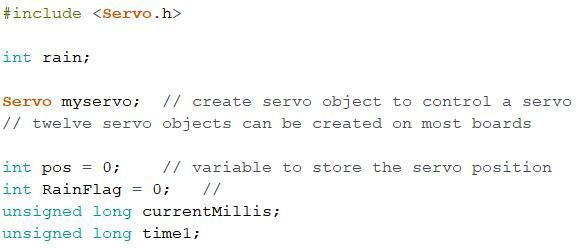 #include <Servo.h>
int rain;
Servo myservo;  // create servo object to control a servo
// twelve servo objects can be created on most boards
int pos = 0;    // variable to store the servo position
int RainFlag = 0;   //
unsigned long currentMillis;
unsigned long time1;